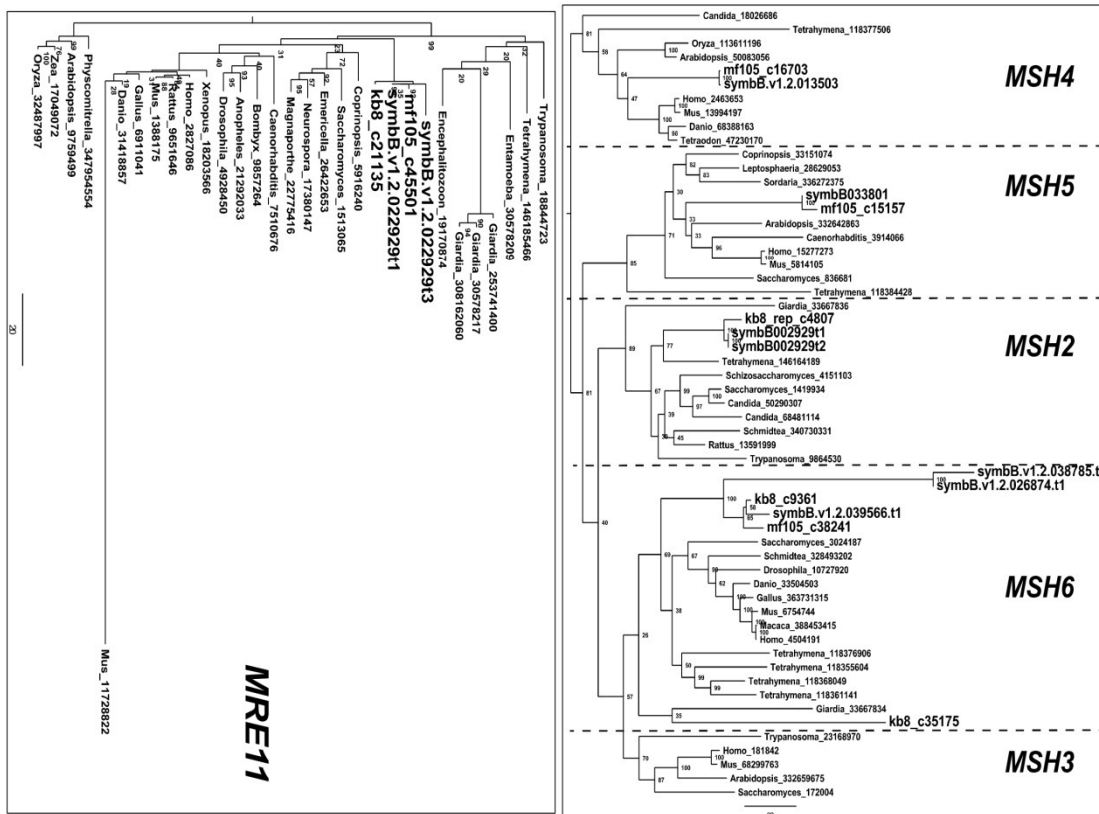 Trypanosoma_18844723
Tetrahymena_146185466
Entamoeba_30578209
Giardia_253741400
Giardia_30578217
Giardia_308162060
Encephalitozoon_19170874
symbB.v1.2.022929t3
mf105_c45501
symbB.v1.2.022929t1
kb8_c21135
Coprinopsis_5916240
Saccharomyces_1513065
Emericella_26422653
Neurospora_17380147
Magnaporthe_22775416
Caenorhabditis_7510676
Bombyx_9857264
Anopheles_21292033
Drosophila_4928450
Xenopus_18203566
Homo_2827086
Rattus_9651646
Mus_1388175
Gallus_6911041
Danio_31418857
Mus_11728822
Physcomitrella_347954554
Arabidopsis_9759499
Zea_17049072
Oryza_32487997
20
MRE11
Candida_18026686
Tetrahymena_118377506
Oryza_113611196
Arabidopsis_50083056
mf105_c16703
symbB.v1.2.013503
Homo_2463653
Mus_13994197
Danio_68388163
Tetraodon_47230170
MSH4
Coprinopsis_33151074
Leptosphaeria_28629053
Sordaria_336272375
symbB033801
mf105_c15157
Arabidopsis_332642863
Caenorhabditis_3914066
Homo_15277273
Mus_5814105
Saccharomyces_836681
Tetrahymena_118384428
MSH5
Giardia_33667836
kb8_rep_c4807
symbB002929t1
symbB002929t2
Tetrahymena_146164189
Schizosaccharomyces_4151103
Saccharomyces_1419934
Candida_50290307
Candida_68481114
Schmidtea_340730331
Rattus_13591999
Trypanosoma_9864530
MSH2
symbB.v1.2.038785.t
symbB.v1.2.026874.t1
kb8_c9361
symbB.v1.2.039566.t1
mf105_c38241
Saccharomyces_3024187
Schmidtea_328493202
Drosophila_10727920
Danio_33504503
Gallus_363731315
Mus_6754744
Macaca_388453415
Homo_4504191
Tetrahymena_118376906
Tetrahymena_118355604
Tetrahymena_118368049
Tetrahymena_118361141
Giardia_33667834
kb8_c35175
MSH6
Trypanosoma_23168970
Homo_181842
Mus_68299763
Arabidopsis_332659675
Saccharomyces_172004
MSH3